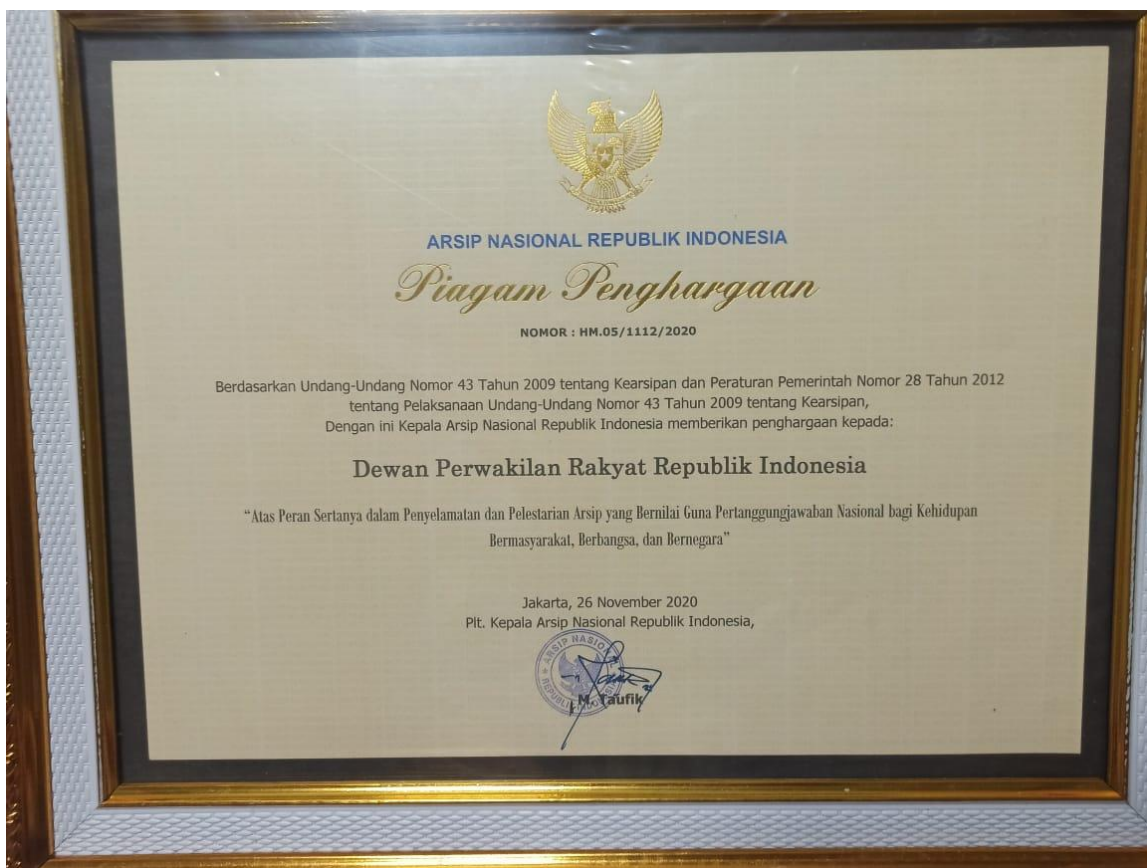 ARSIP NASIONAL REPUBLIK INDONESIA
Piagam Penghargaan
NOMOR : HM.05/1112/2020
Berdasarkan Undang-Undang Nomor 43 Tahun 2009 tentang Kearsipan dan Peraturan Pemerintah Nomor 28 Tahun 2012
tentang Pelaksanaan Undang-Undang Nomor 43 Tahun 2009 tentang Kearsipan,
Dengan ini Kepala Arsip Nasional Republik Indonesia memberikan penghargaan kepada:
Dewan Perwakilan Rakyat Republik Indonesia
“Atas Peran Sertanya dalam Penyelamatan dan Pelestarian Arsip yang Bernilai Guna Pertanggungjawaban Nasional bagi Kehidupan
Bermasyarakat, Berbangsa, dan Bernegara”
Jakarta, 26 November 2020
Plt. Kepala Arsip Nasional Republik Indonesia,
ARSIP NASIONAL
REPUBLIK INDONESIA
M. Taufik